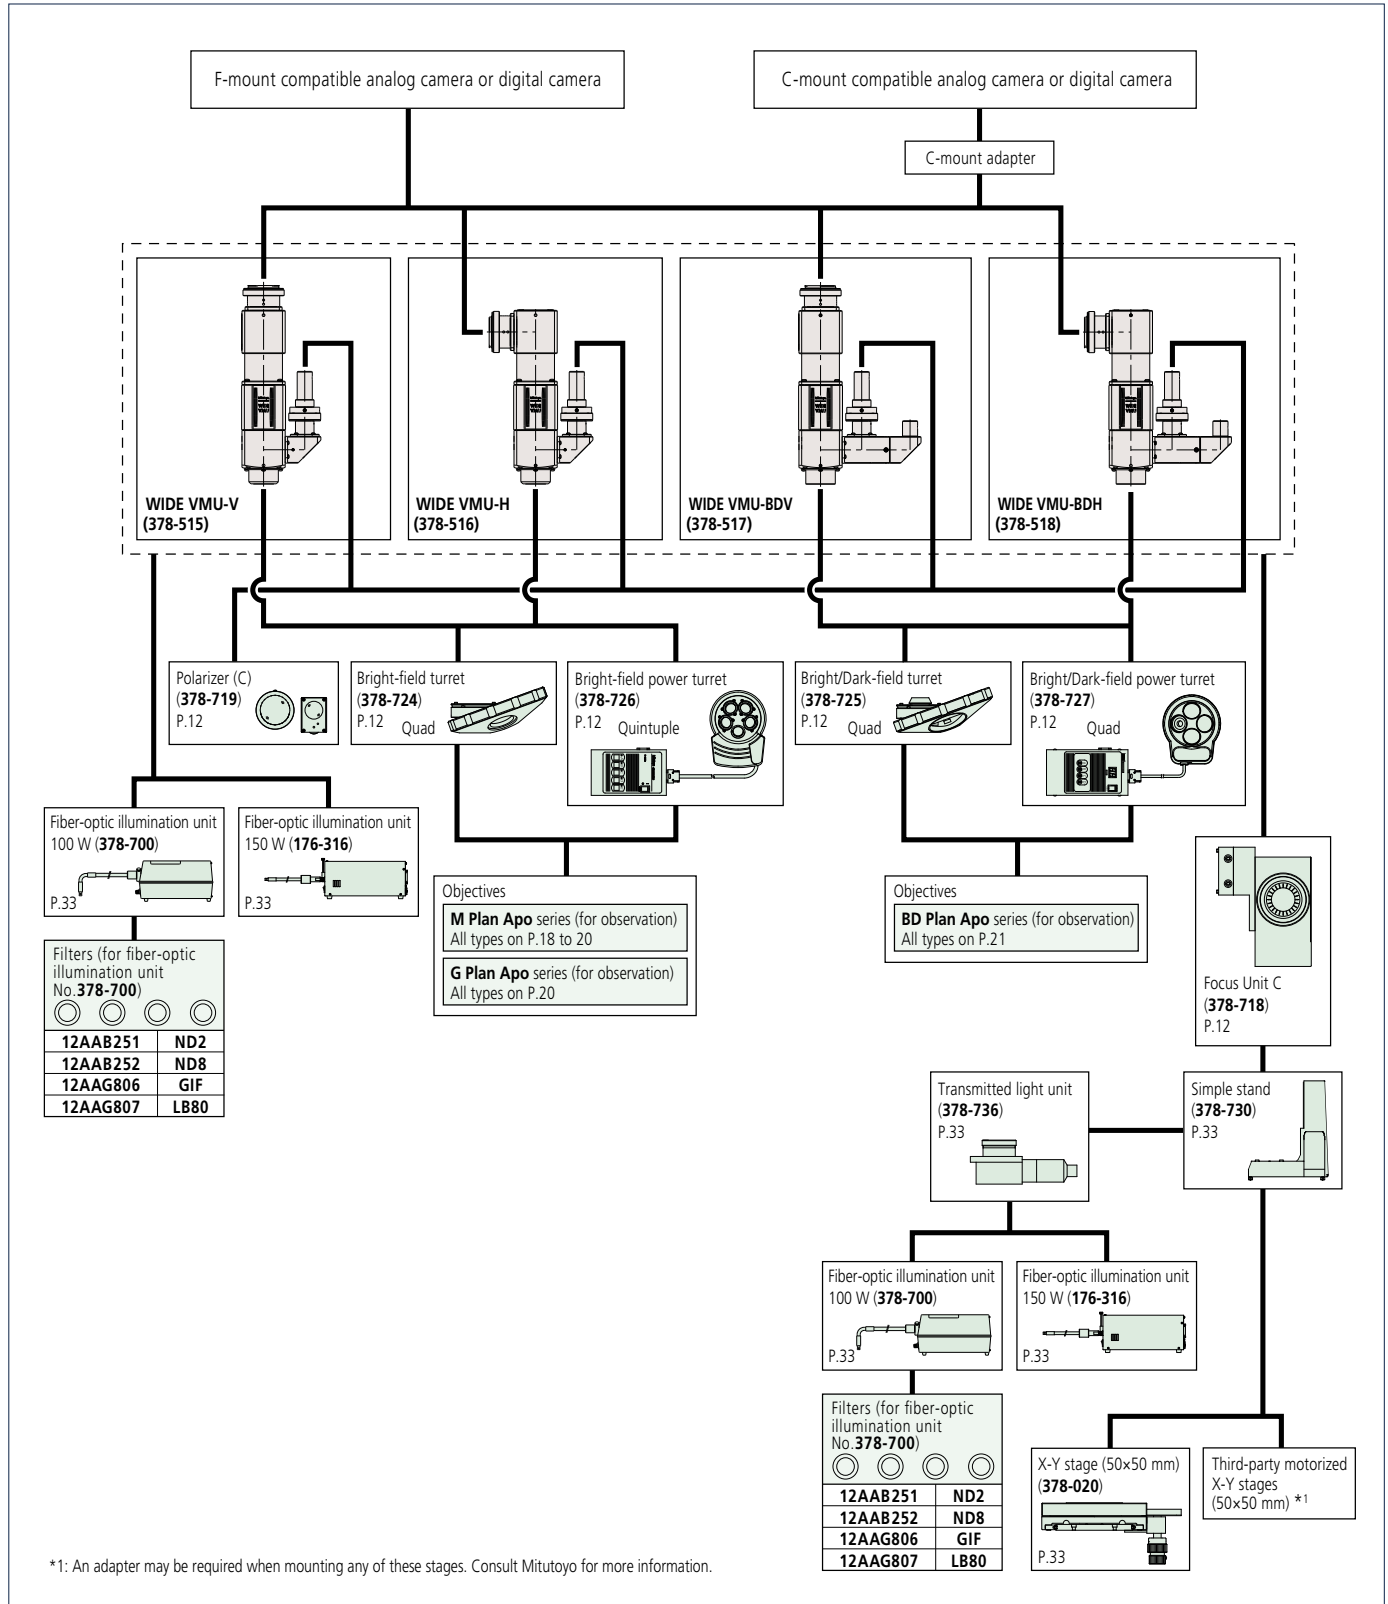 F-mount compatible analog camera or digital camera
C-mount compatible analog camera or digital camera
C-mount adapter
WIDE VMU-V
(378-515)
WIDE VMU-H
(378-516)
WIDE VMU-BDV
(378-517)
WIDE VMU-BDH
(378-518)
Polarizer (C)
(378-719)
P.12
Bright-field turret
(378-724)
P.12 Quad
Bright-field power turret
(378-726)
P.12 Quintuple
Bright/Dark-field turret
(378-725)
P.12 Quad
Bright/Dark-field power turret
(378-727)
P.12 Quad
Fiber-optic illumination unit
100 W (378-700)
P.33
Fiber-optic illumination unit
150 W (176-316)
P.33
Filters (for fiber-optic
illumination unit
No.378-700)
12AAB251 ND2
12AAB252 ND8
12AAG806 GIF
12AAG807 LB80
Objectives
M Plan Apo series (for observation)
All types on P.18 to 20
G Plan Apo series (for observation)
All types on P.20
Objectives
BD Plan Apo series (for observation)
All types on P.21
Focus Unit C
(378-718)
P.12
Transmitted light unit
(378-736)
P.33
Simple stand
(378-730)
P.33
Fiber-optic illumination unit
100 W (378-700)
P.33
Fiber-optic illumination unit
150 W (176-316)
P.33
Filters (for fiber-optic
illumination unit
No.378-700)
12AAB251 ND2
12AAB252 ND8
12AAG806 GIF
12AAG807 LB80
X-Y stage (50×50 mm)
(378-020)
P.33
Third-party motorized
X-Y stages
(50×50 mm) *1
*1: An adapter may be required when mounting any of these stages. Consult Mitutoyo for more information.